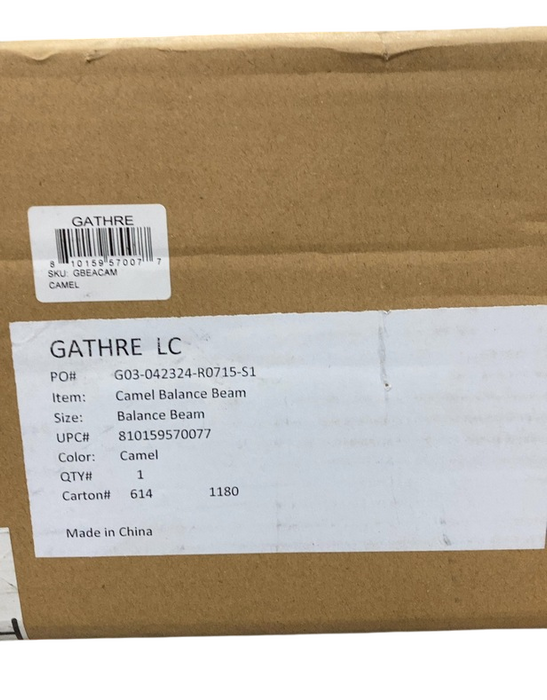 GATHRE
8 10159 57007 7
SKU: GBEACAM
CAMEL
GATHRE LC
PO# G03-042324-R0715-S1
Item: Camel Balance Beam
Size: Balance Beam
UPC# 810159570077
Color: Camel
QTY# 1
Carton# 614 1180
Made in China